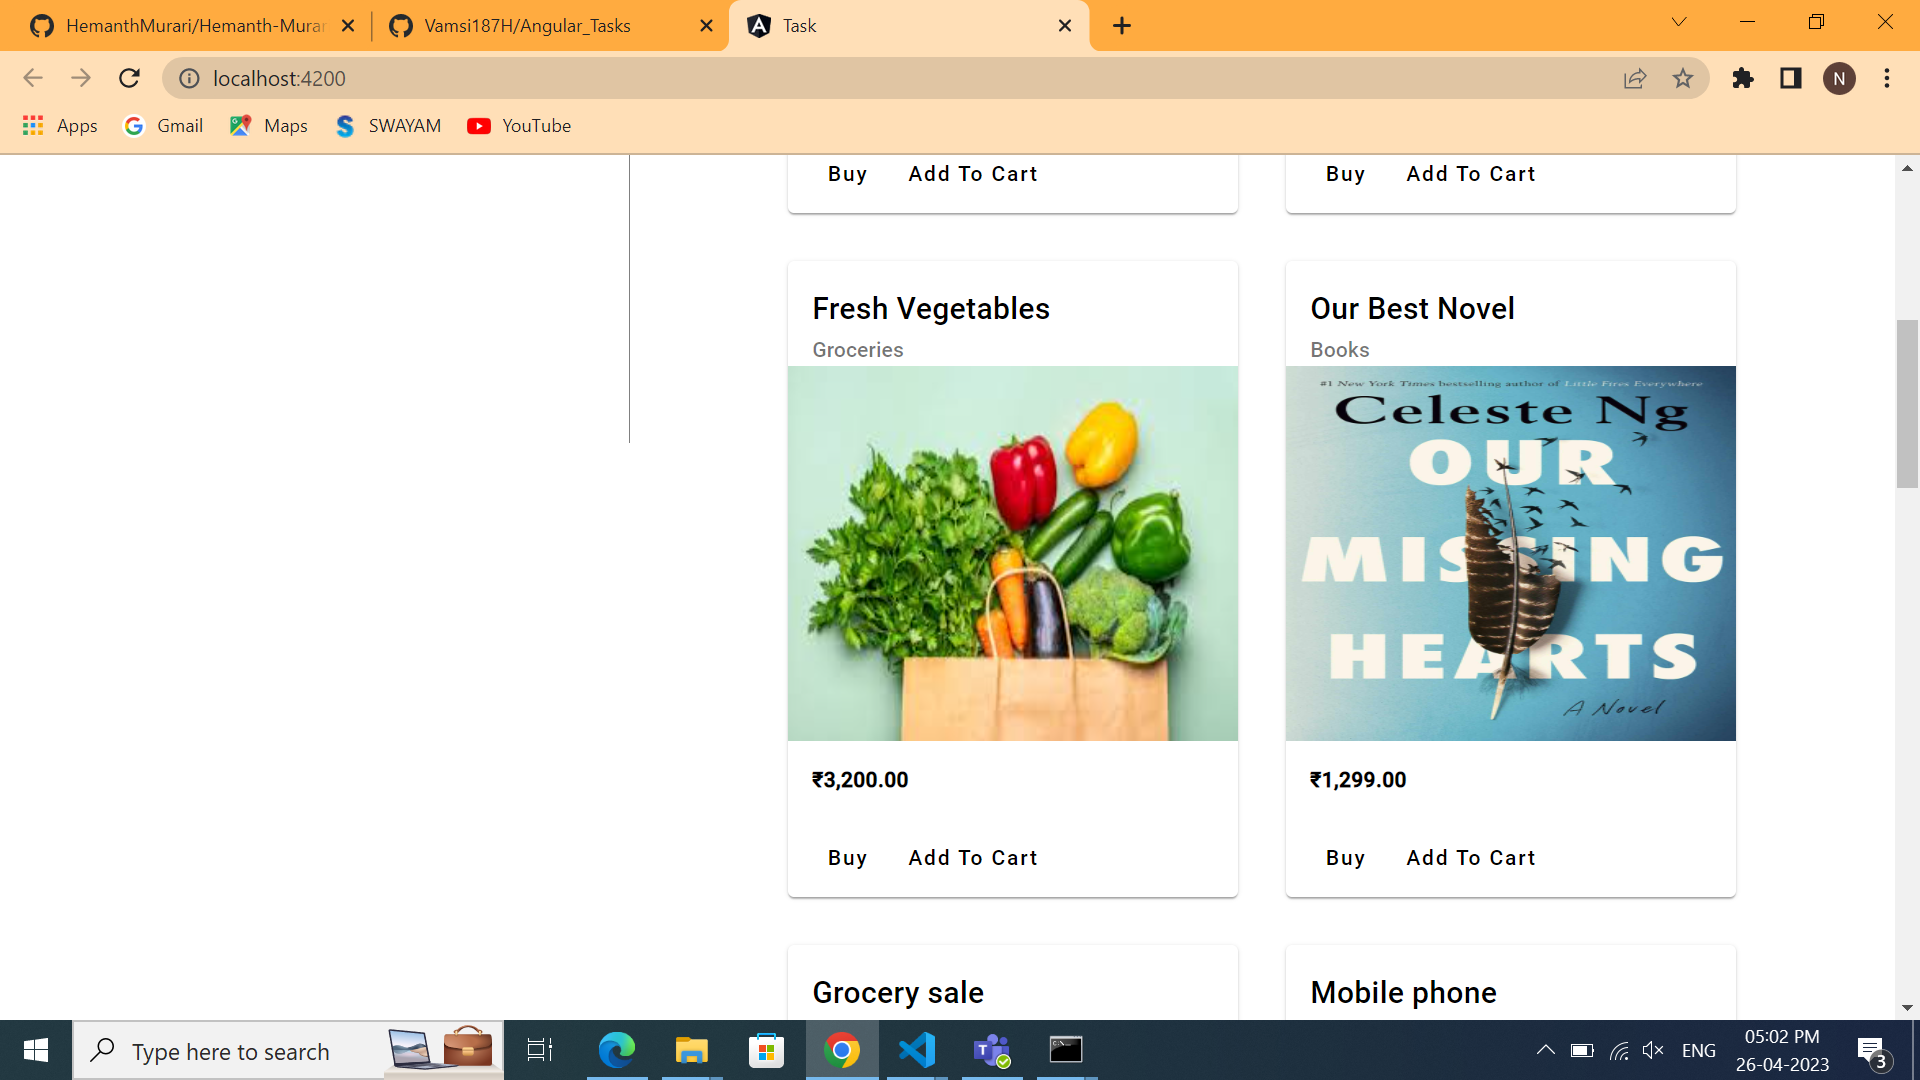 HemanthMurari/Hemanth-Murar
Vamsi187H/Angular_Tasks
Task
localhost:4200
N
Apps
Gmail
Maps
SWAYAM
YouTube
Buy Add To Cart
Buy Add To Cart
Fresh Vegetables
Groceries
₹3,200.00
Buy Add To Cart
Our Best Novel
Books
#1 New York Times bestselling author of Little Fires Everywhere
Celeste Ng
OUR
MISSING
HEARTS
A Novel
₹1,299.00
Buy Add To Cart
Grocery sale
Mobile phone
Type here to search
ENG
05:02 PM
26-04-2023
3